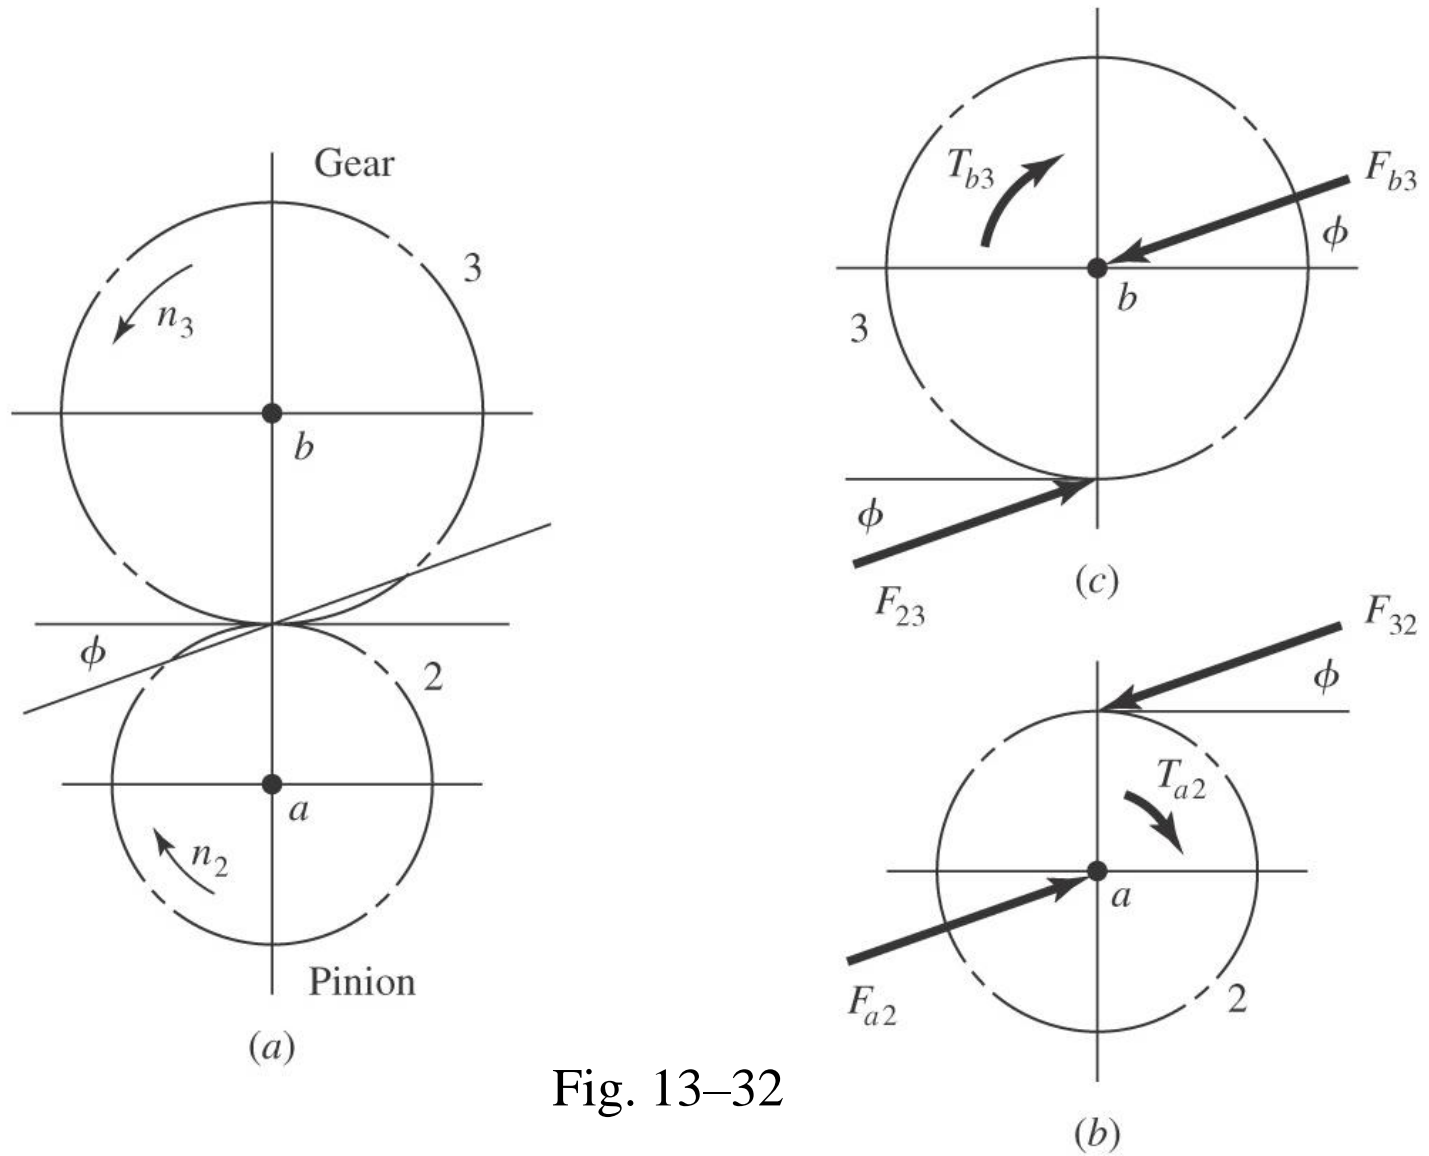 Gear
3
n3
b
ϕ
2
a
n2
Pinion
(a)
Tb3
Fb3
ϕ
b
3
ϕ
F23
(c)
F32
ϕ
Ta2
a
Fa2
2
(b)
Fig. 13–32